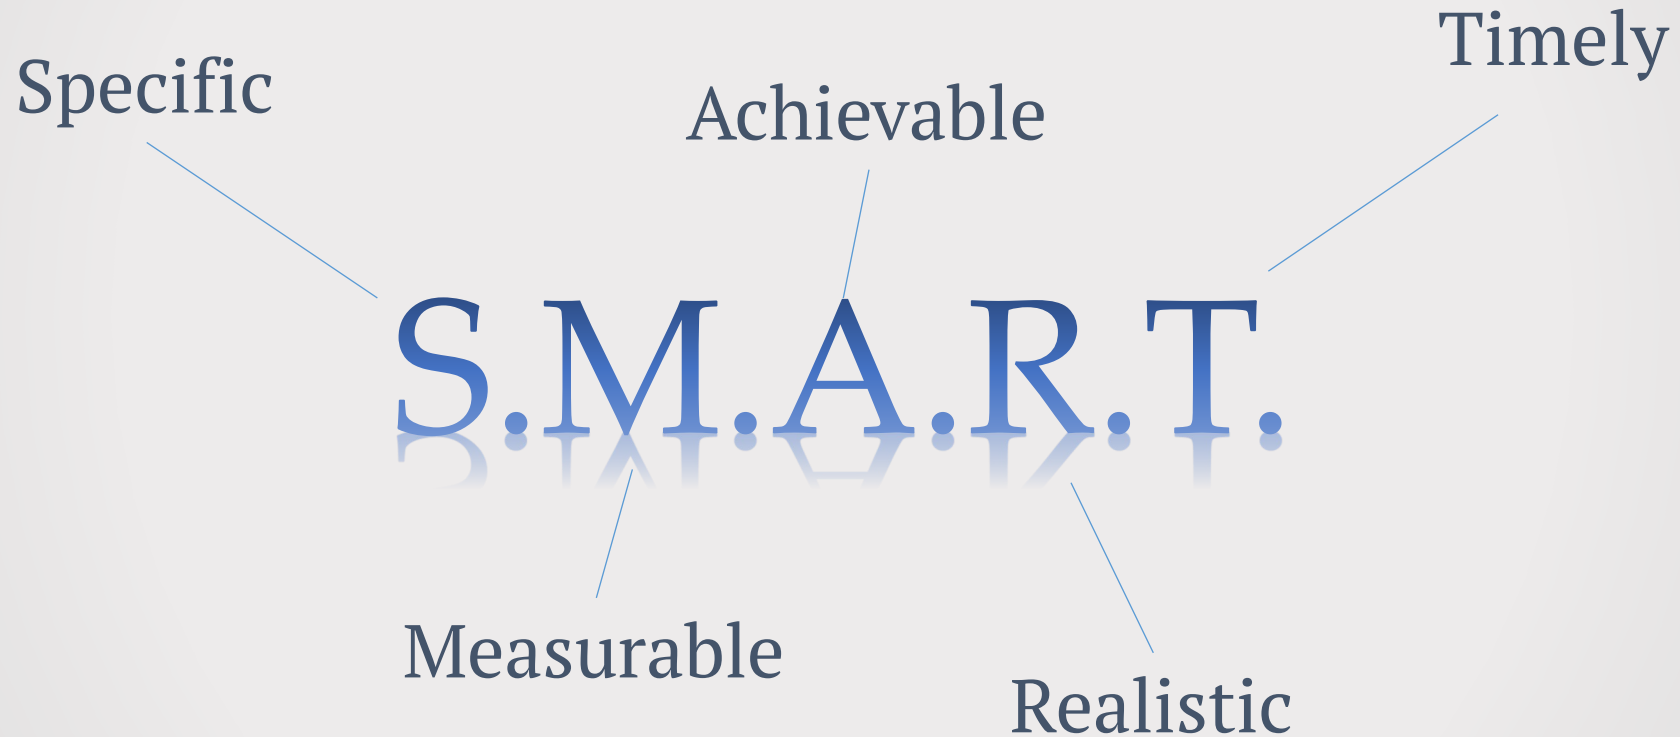 Specific
Achievable
Timely
S.M.A.R.T.
Measurable
Realistic